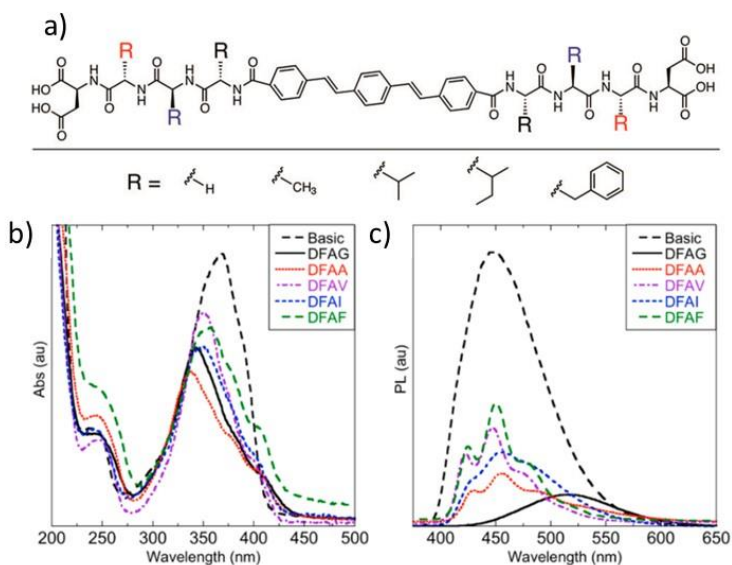 a)
R R
O O O R O R O OH
HO N N O
H H N N N N
HO N N H H OH
O H O R O H R O R O
O
OH
R = H CH3
b)
Basic
DFAG
DFAA
DFAV
DFAI
DFAF
Abs (au)
200 250 300 350 400 450 500
Wavelength (nm)
c)
Basic
DFAG
DFAA
DFAV
DFAI
DFAF
PL (au)
400 450 500 550 600 650
Wavelength (nm)